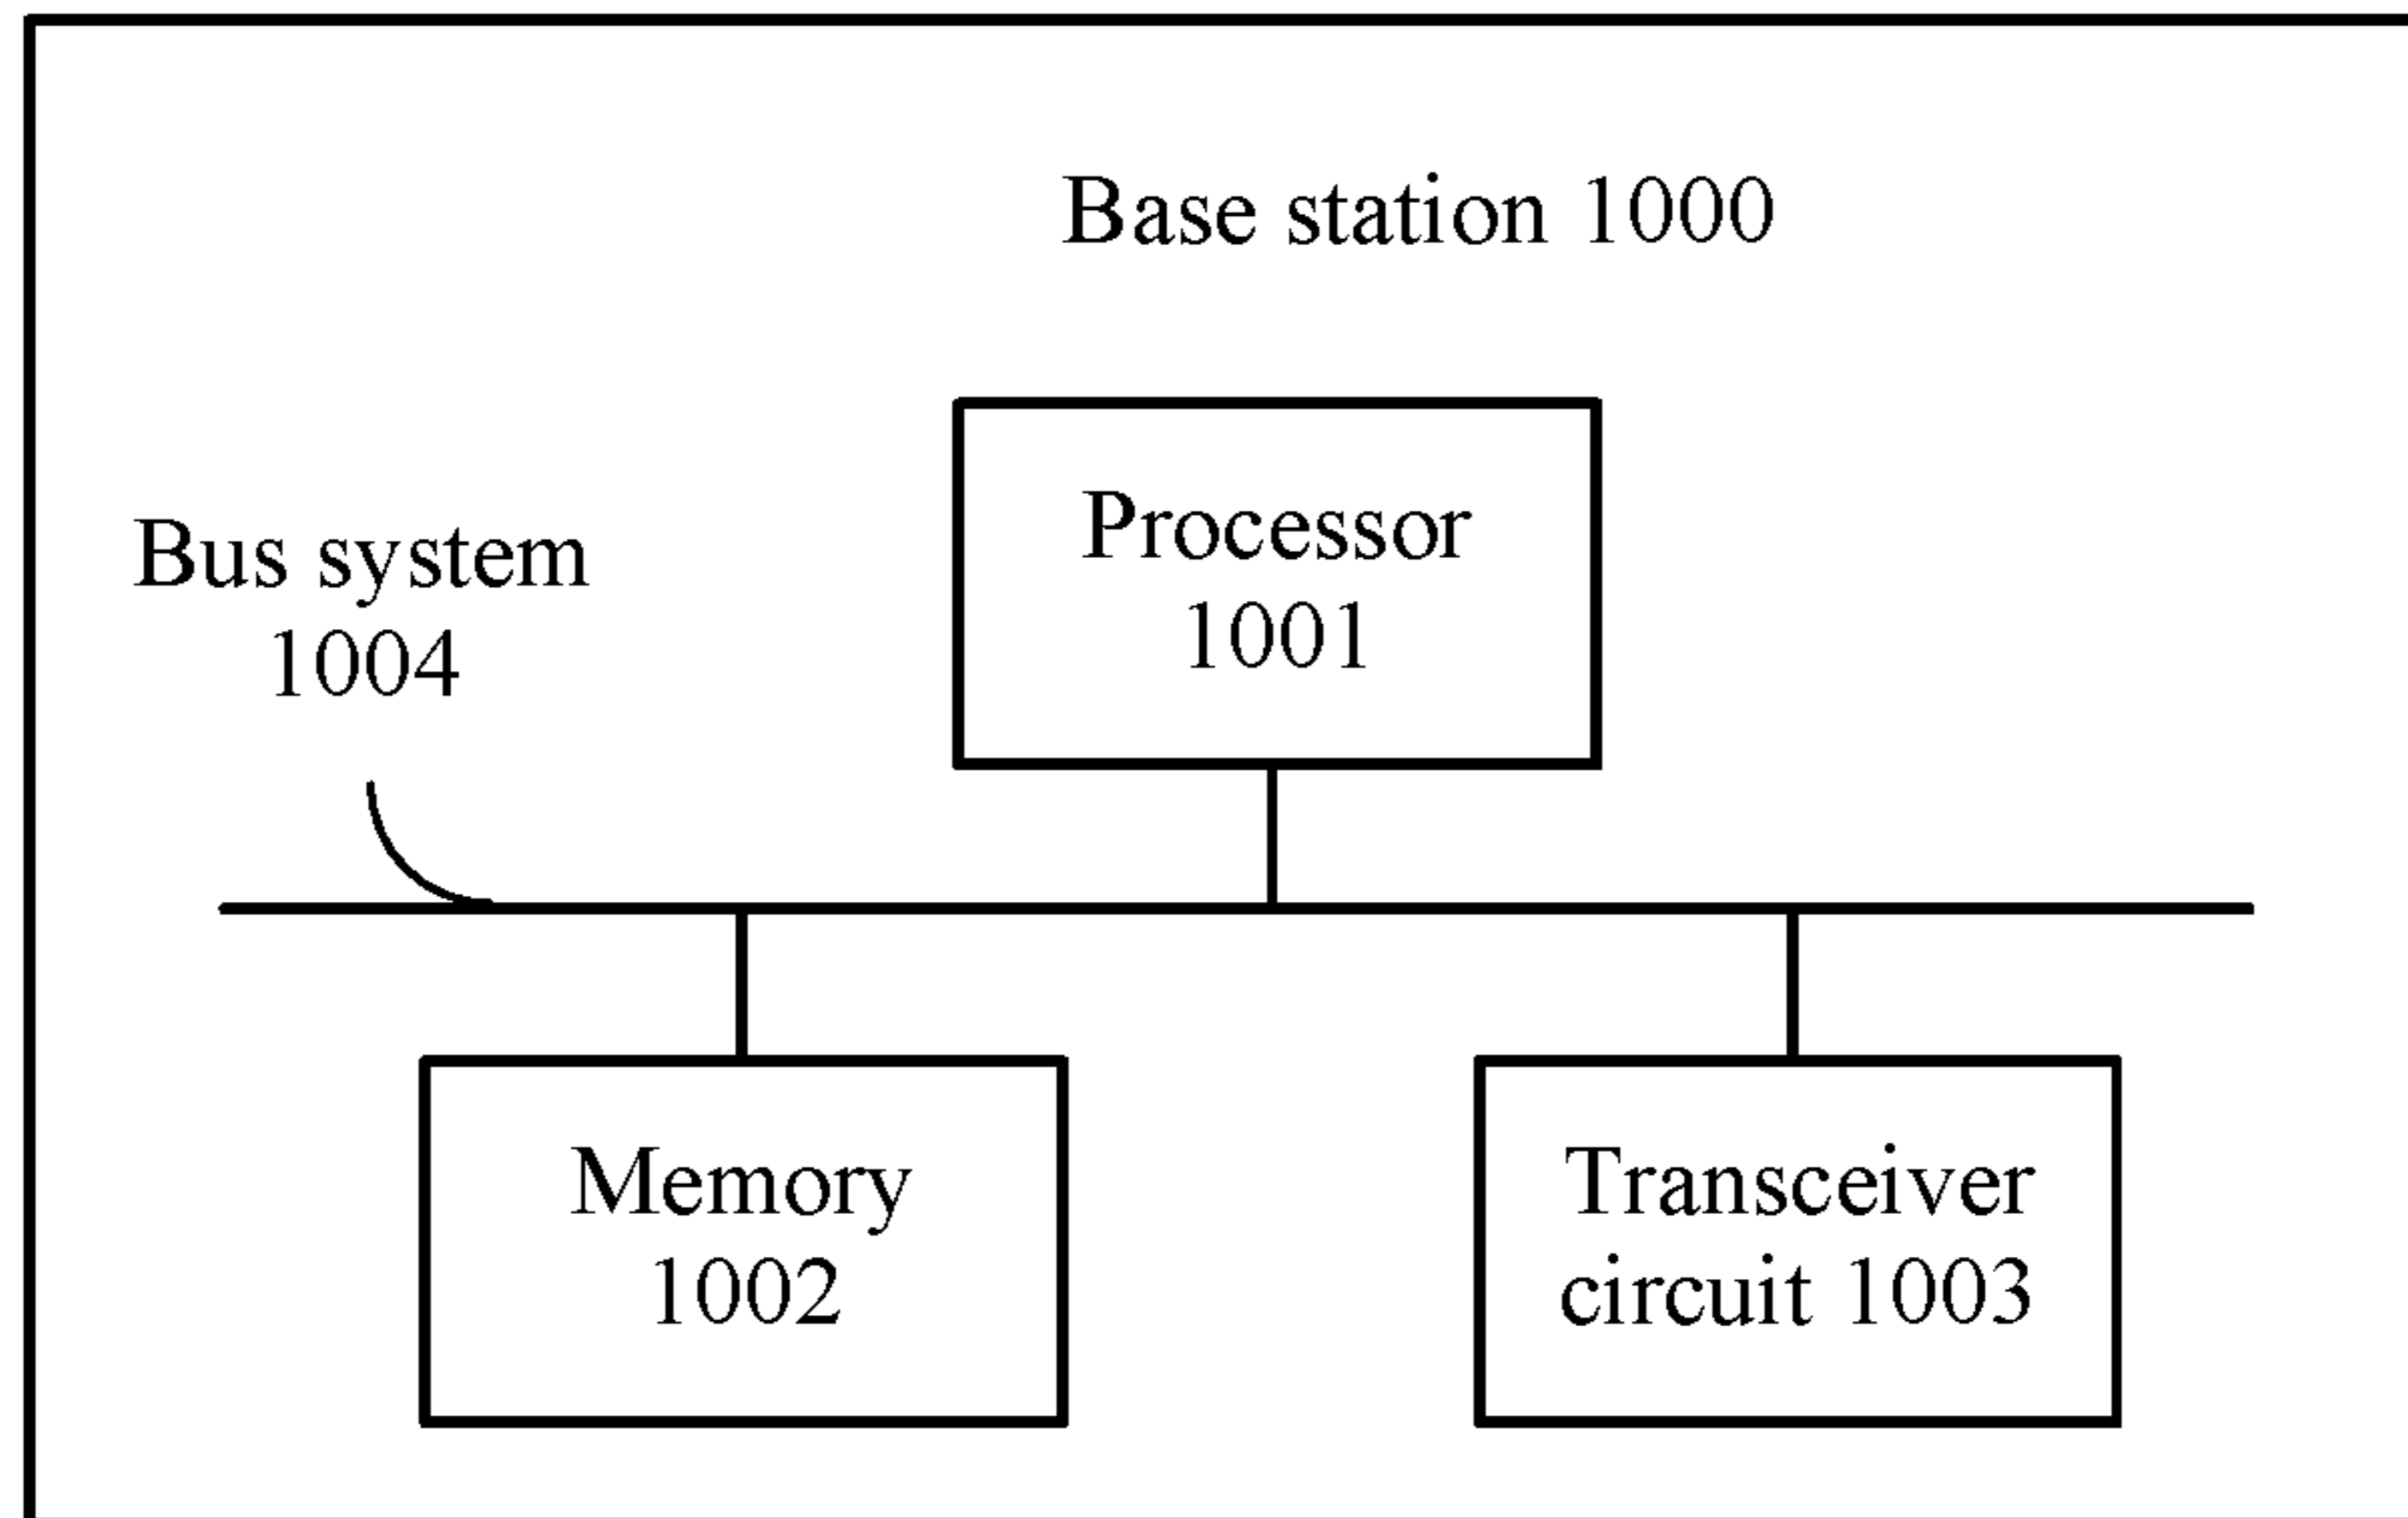 Base station 1000
Processor
1001
Bus system
1004
Memory
1002
Transceiver
circuit 1003